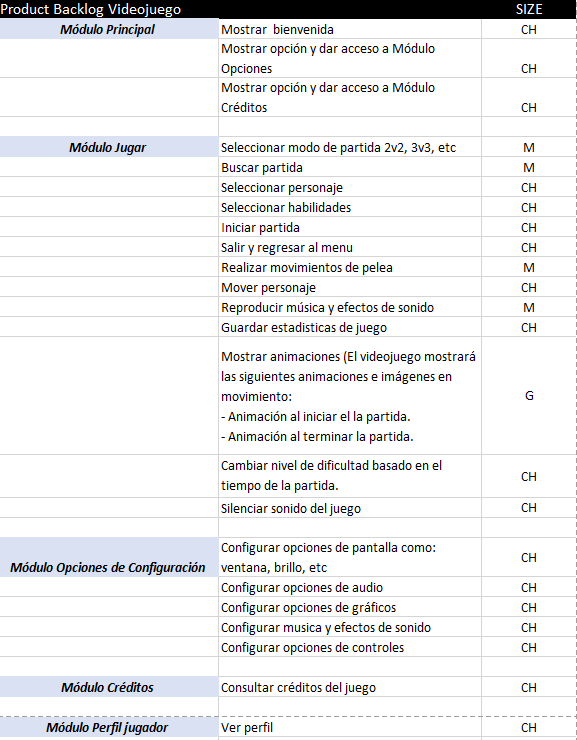 Product Backlog Videojuego SIZE
Módulo Principal Mostrar bienvenida CH
Mostrar opción y dar acceso a Módulo
Opciones CH
Mostrar opción y dar acceso a Módulo
Créditos CH
Módulo Jugar Seleccionar modo de partida 2v2, 3v3, etc M
Buscar partida M
Seleccionar personaje CH
Seleccionar habilidades CH
Iniciar partida CH
Salir y regresar al menu CH
Realizar movimientos de pelea M
Mover personaje CH
Reproducir música y efectos de sonido M
Guardar estadisticas de juego CH
Mostrar animaciones (El videojuego mostrará
las siguientes animaciones e imágenes en
movimiento: G
- Animación al iniciar el la partida.
- Animación al terminar la partida.
Cambiar nivel de dificultad basado en el
tiempo de la partida. CH
Silenciar sonido del juego CH
Configurar opciones de pantalla como:
Módulo Opciones de Configuración ventana, brillo, etc CH
Configurar opciones de audio CH
Configurar opciones de gráficos CH
Configurar musica y efectos de sonido CH
Configurar opciones de controles CH
Módulo Créditos Consultar créditos del juego CH
Módulo Perfil jugador Ver perfil CH